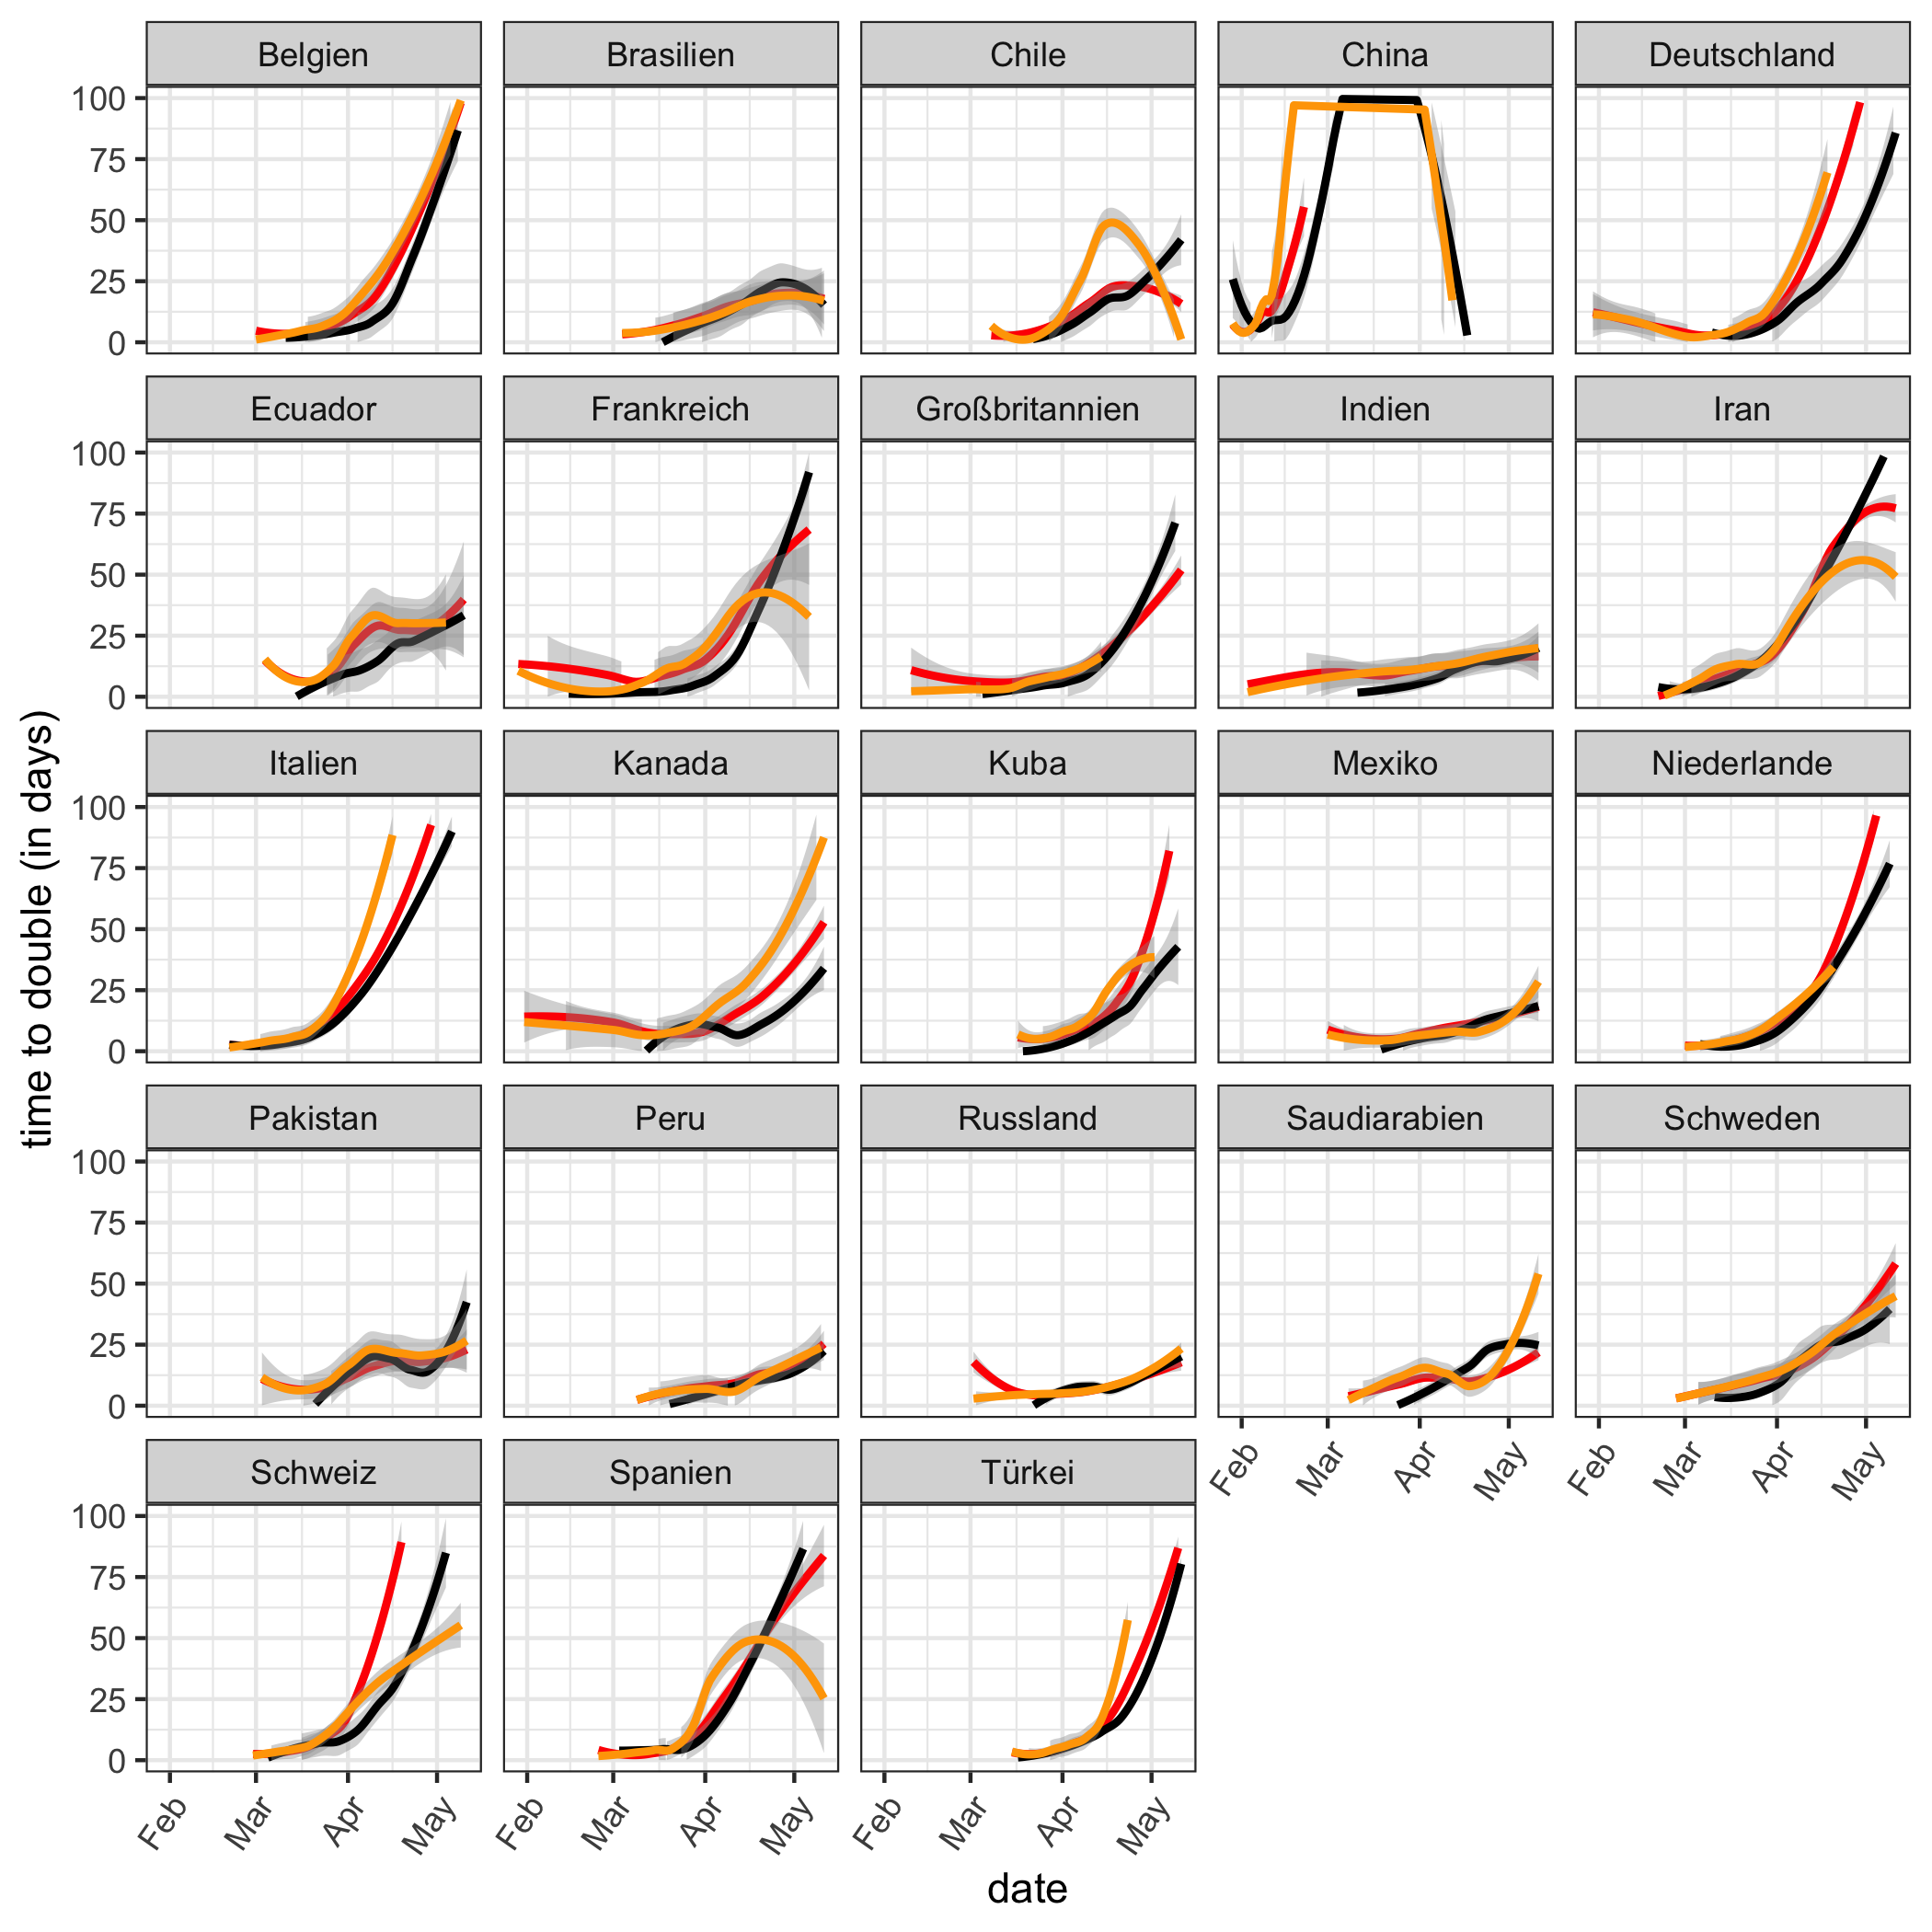 Belgien Brasilien Chile China Deutschland
100
75
50
25
0
Ecuador Frankreich Großbritannien Indien Iran
100
75
50
25
0
Italien Kanada Kuba Mexiko Niederlande
100
75
50
25
0
time to double (in days)
Pakistan Peru Russland Saudiarabien Schweden
100
75
50
25
0
Feb Mar Apr May Feb Mar Apr May
Schweiz Spanien Türkei
100
75
50
25
0
Feb Mar Apr May Feb Mar Apr May Feb Mar Apr May
date